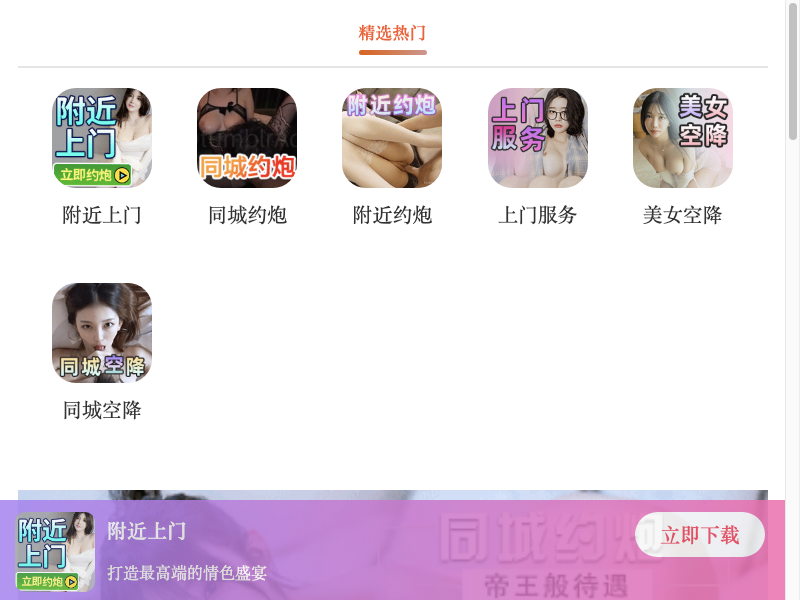 精选热门
附近
上门
立即约炮
附近上门
tumblr
同城约炮
同城约炮
附近约炮
附近约炮
上门
服务
上门服务
美女
空降
美女空降
同城空降
同城空降
附近
上门
立即约炮
附近上门
打造最高端的情色盛宴
同城约炮
帝王般待遇
立即下载